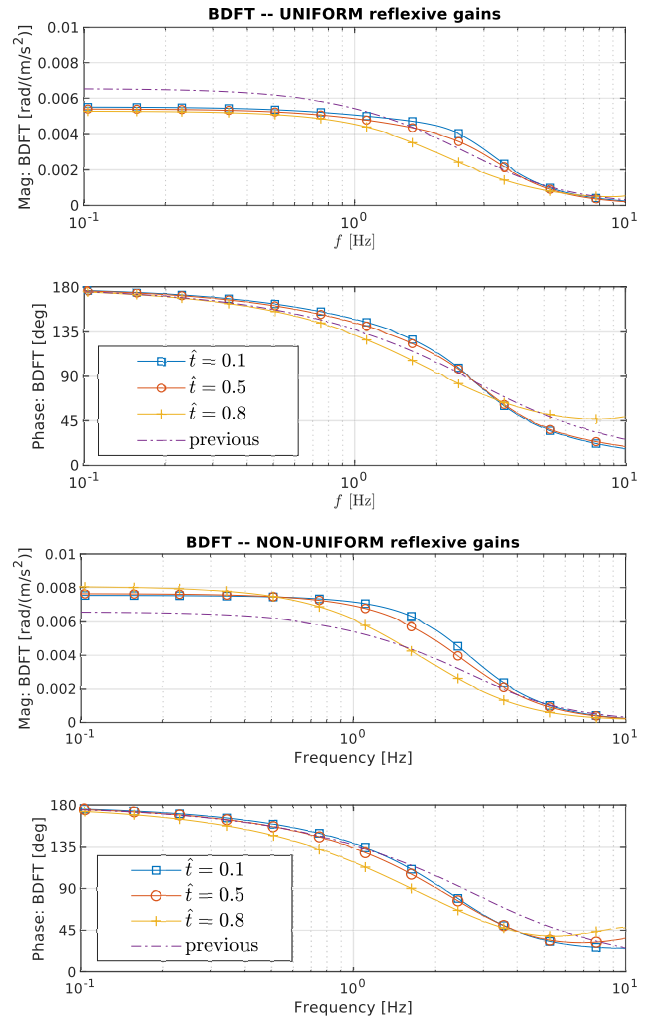 BDFT -- UNIFORM reflexive gains
Mag: BDFT [rad/(m/s²)]
0.01
0.008
0.006
0.004
0.002
0
10⁻¹
10⁰
10¹
f [Hz]
Phase: BDFT [deg]
180
135
90
45
0
t̂ = 0.1
t̂ = 0.5
t̂ = 0.8
previous
10⁻¹
10⁰
10¹
f [Hz]
BDFT -- NON-UNIFORM reflexive gains
Mag: BDFT [rad/(m/s²)]
0.01
0.008
0.006
0.004
0.002
0
10⁻¹
10⁰
10¹
Frequency [Hz]
Phase: BDFT [deg]
180
135
90
45
0
t̂ = 0.1
t̂ = 0.5
t̂ = 0.8
previous
10⁻¹
10⁰
10¹
Frequency [Hz]